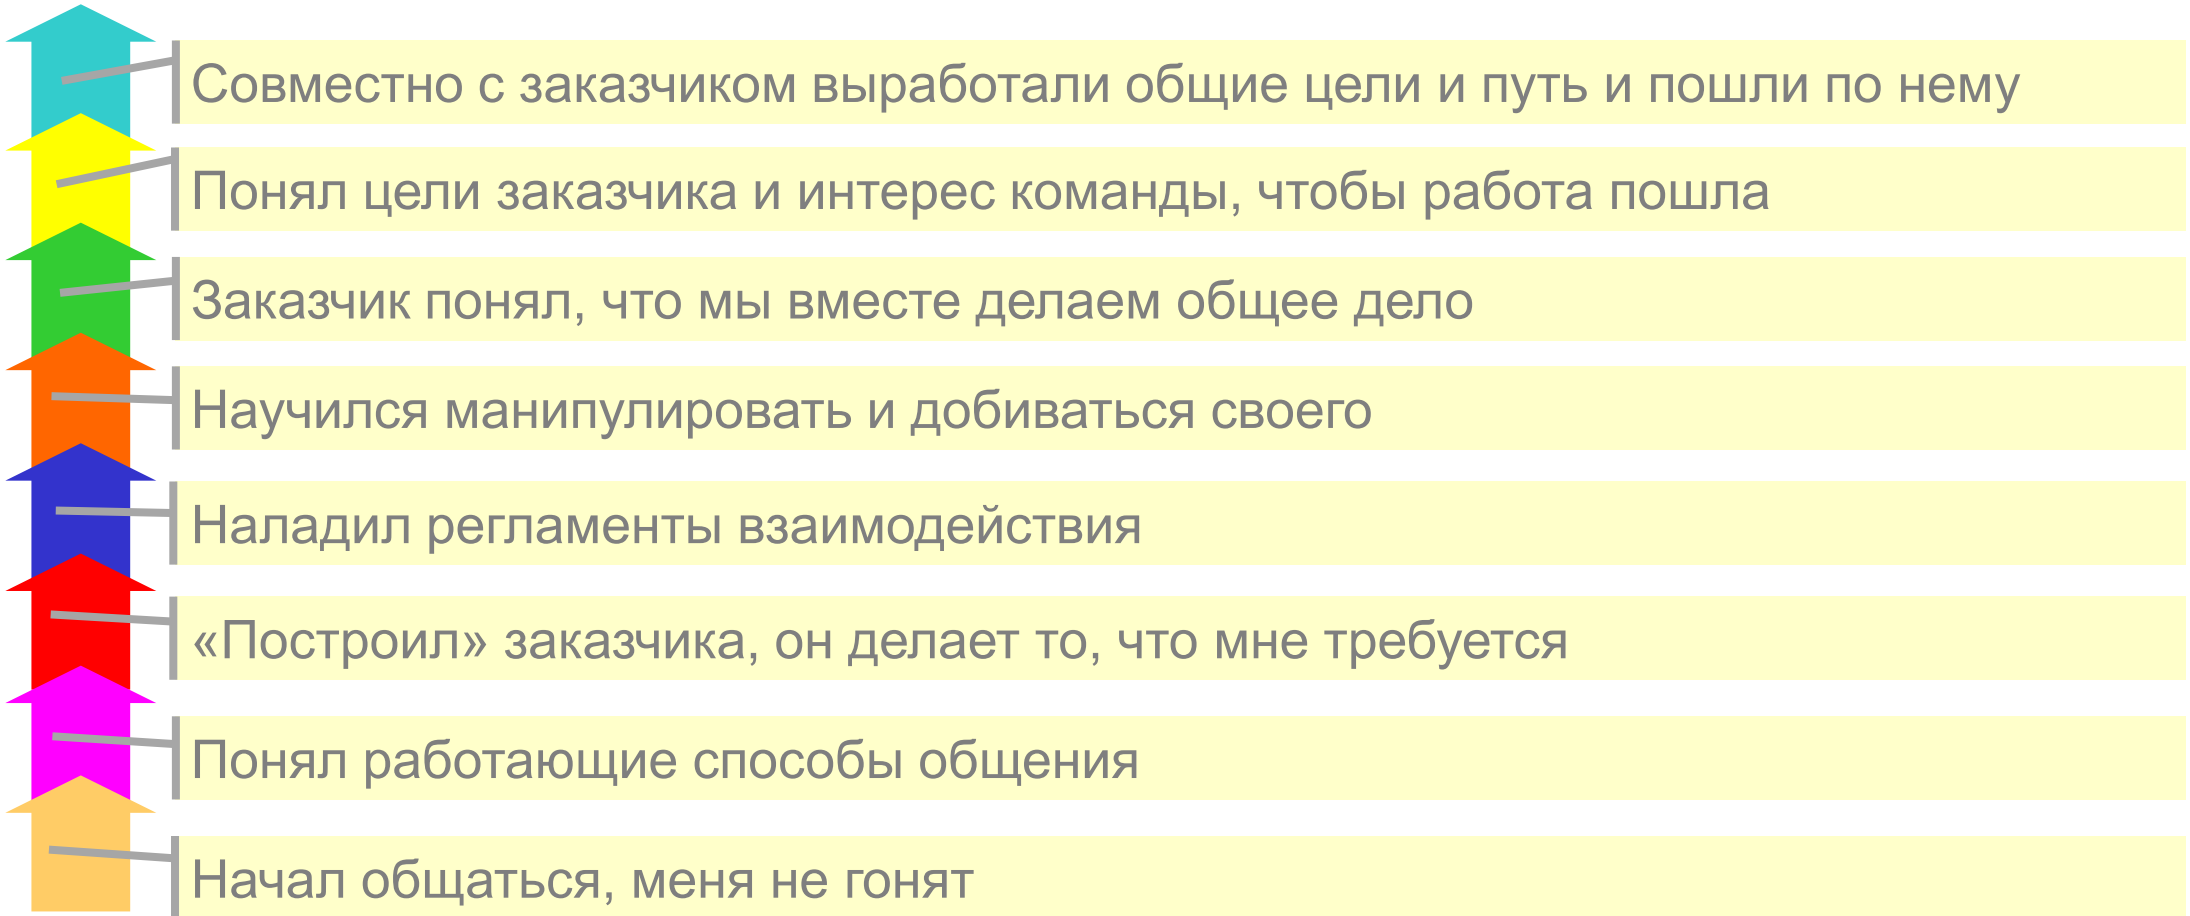 Совместно с заказчиком выработали общие цели и путь и пошли по нему
Понял цели заказчика и интерес команды, чтобы работа пошла
Заказчик понял, что мы вместе делаем общее дело
Научился манипулировать и добиваться своего
Наладил регламенты взаимодействия
«Построил» заказчика, он делает то, что мне требуется
Понял работающие способы общения
Начал общаться, меня не гонят